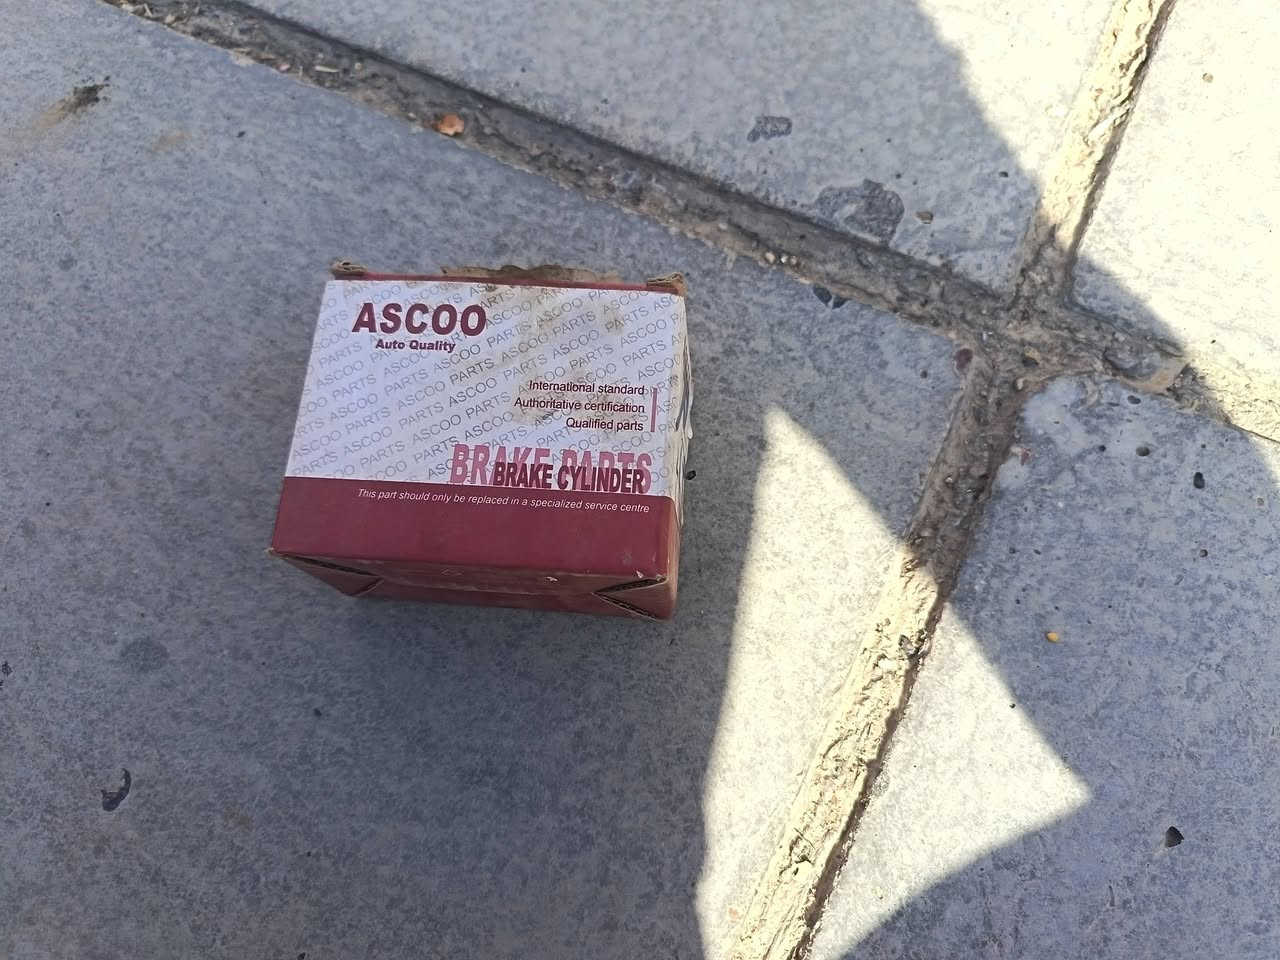 ASCOO
Auto Quality
International standard
Authoritative certification
Qualified parts
BRAKE PARTS
BRAKE CYLINDER
This part should only be replaced in a specialized service centre